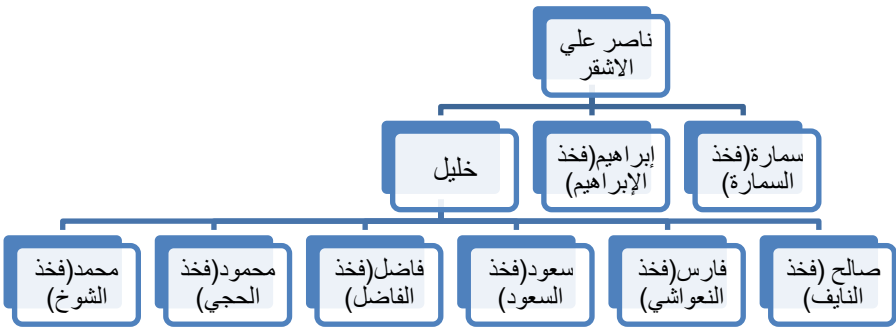 ناصر علي
الاشقر
سمارة(فخذ
السمارة)
إبراهيم(فخذ
الإبراهيم)
خليل
صالح (فخذ
النايف)
فارس(فخذ
النعواشي)
سعود(فخذ
السعود)
فاضل(فخذ
الفاضل)
محمود(فخذ
الحجي)
محمد(فخذ
الشوخ)